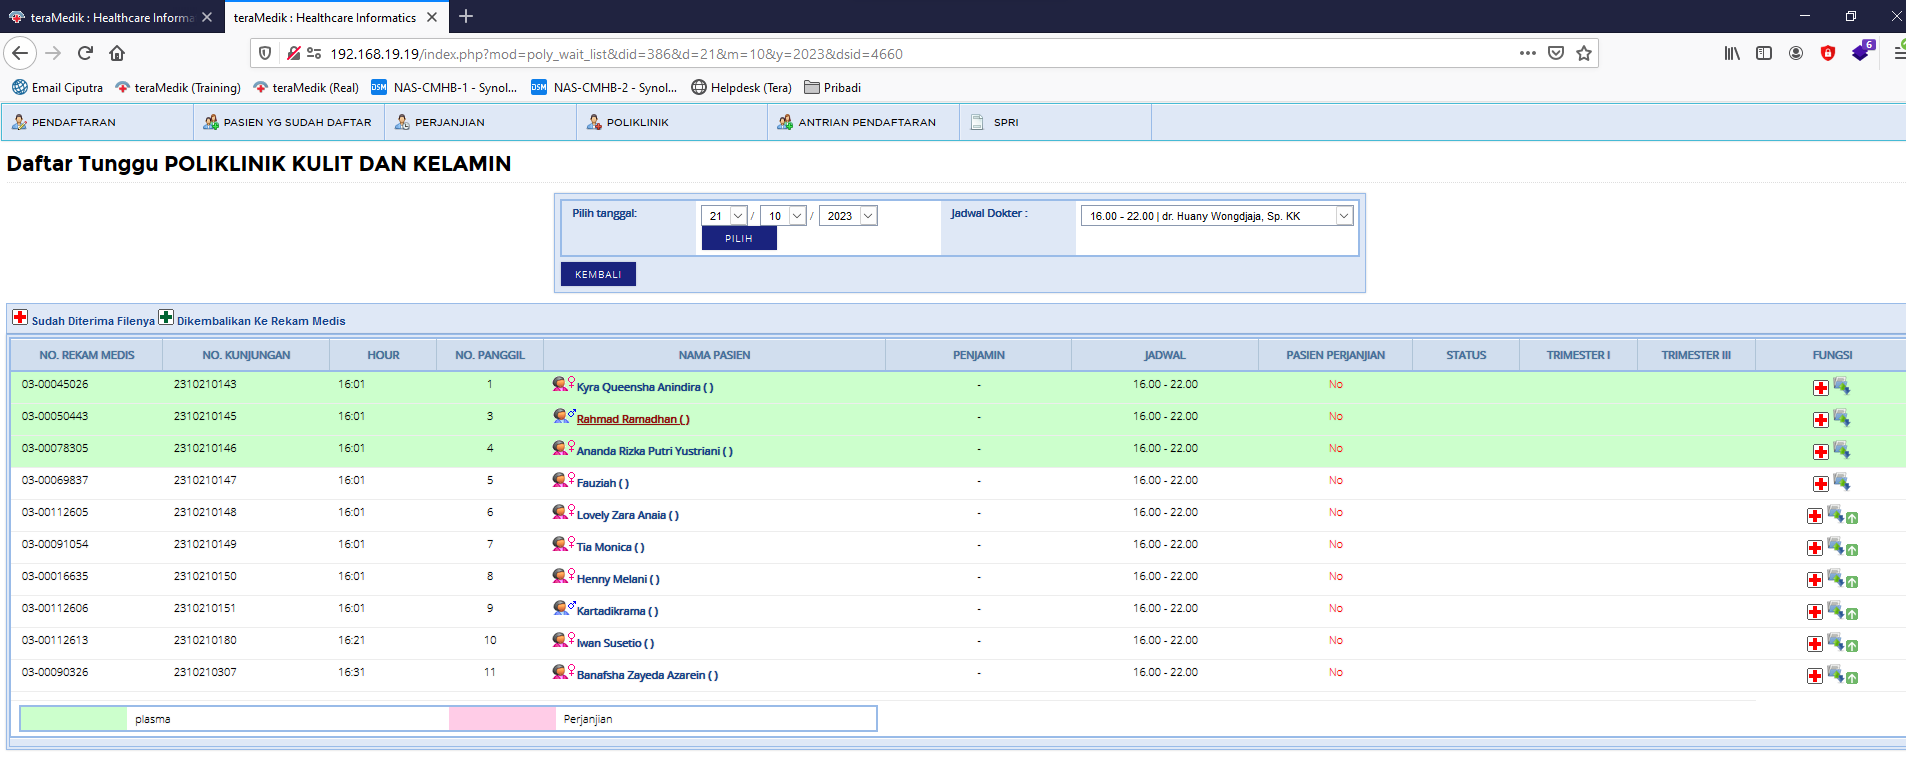 teraMedik : Healthcare Informa
teraMedik : Healthcare Informatics
192.168.19.19/index.php?mod=poly_wait_list&did=386&d=21&m=10&y=2023&dsid=4660
6
Email Ciputra teraMedik (Training) teraMedik (Real) DSM NAS-CMHB-1 - Synol... DSM NAS-CMHB-2 - Synol... Helpdesk (Tera) Pribadi
PENDAFTARAN PASIEN YG SUDAH DAFTAR PERJANJIAN POLIKLINIK ANTRIAN PENDAFTARAN SPRI
Daftar Tunggu POLIKLINIK KULIT DAN KELAMIN
Pilih tanggal: 21 / 10 / 2023 Jadwal Dokter : 16.00 - 22.00 | dr. Huany Wongdjaja, Sp. KK
PILIH
KEMBALI
Sudah Diterima Filenya Dikembalikan Ke Rekam Medis
NO. REKAM MEDIS NO. KUNJUNGAN HOUR NO. PANGGIL NAMA PASIEN PENJAMIN JADWAL PASIEN PERJANJIAN STATUS TRIMESTER I TRIMESTER III FUNGSI
03-00045026 2310210143 16:01 1 Kyra Queensha Anindira ( ) - 16.00 - 22.00 No
03-00050443 2310210145 16:01 3 Rahmad Ramadhan ( ) - 16.00 - 22.00 No
03-00078305 2310210146 16:01 4 Ananda Rizka Putri Yustriani ( ) - 16.00 - 22.00 No
03-00069837 2310210147 16:01 5 Fauziah ( ) - 16.00 - 22.00 No
03-00112605 2310210148 16:01 6 Lovely Zara Anaia ( ) - 16.00 - 22.00 No
03-00091054 2310210149 16:01 7 Tia Monica ( ) - 16.00 - 22.00 No
03-00016635 2310210150 16:01 8 Henny Melani ( ) - 16.00 - 22.00 No
03-00112606 2310210151 16:01 9 Kartadikrama ( ) - 16.00 - 22.00 No
03-00112613 2310210180 16:21 10 Iwan Susetio ( ) - 16.00 - 22.00 No
03-00090326 2310210307 16:31 11 Banafsha Zayeda Azarein ( ) - 16.00 - 22.00 No
plasma Perjanjian